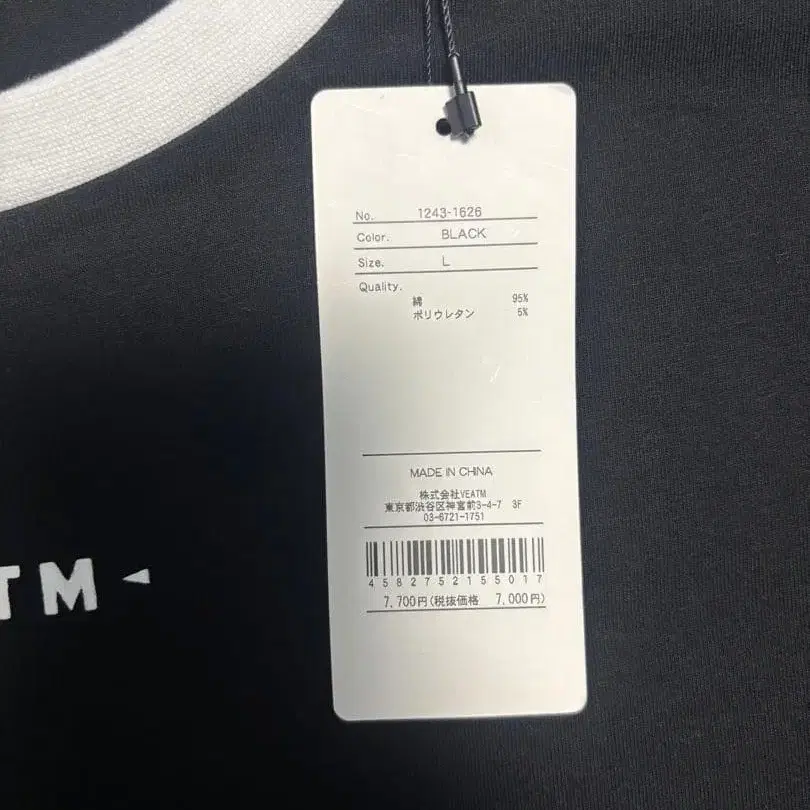 No. 1243-1626
Color. BLACK
Size. L
Quality.
綿 95%
ポリウレタン 5%
MADE IN CHINA
株式会社VEATM
東京都渋谷区神宮前3-4-7 3F
03-6721-1751
4582752155017
7,700円(税抜価格 7,000円)
TM